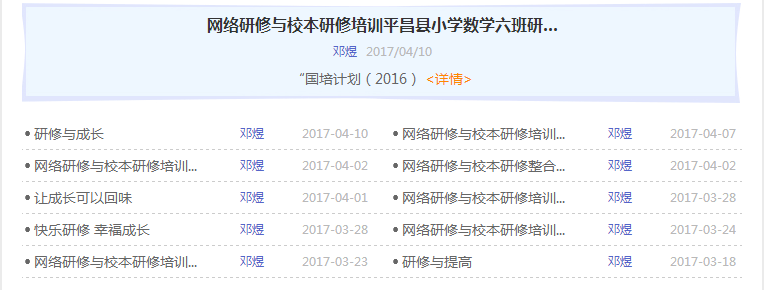 网络研修与校本研修培训平昌县小学数学六班研...
邓煜 2017/04/10
“国培计划（2016 ）<详情>
• 研修与成长 邓煜 2017-04-10 • 网络研修与校本研修培训... 邓煜 2017-04-07
• 网络研修与校本研修培训... 邓煜 2017-04-02 • 网络研修与校本研修整合... 邓煜 2017-04-02
• 让成长可以回味 邓煜 2017-04-01 • 网络研修与校本研修培训... 邓煜 2017-03-28
• 快乐研修 幸福成长 邓煜 2017-03-28 • 网络研修与校本研修培训... 邓煜 2017-03-24
• 网络研修与校本研修培训... 邓煜 2017-03-23 • 研修与提高 邓煜 2017-03-18